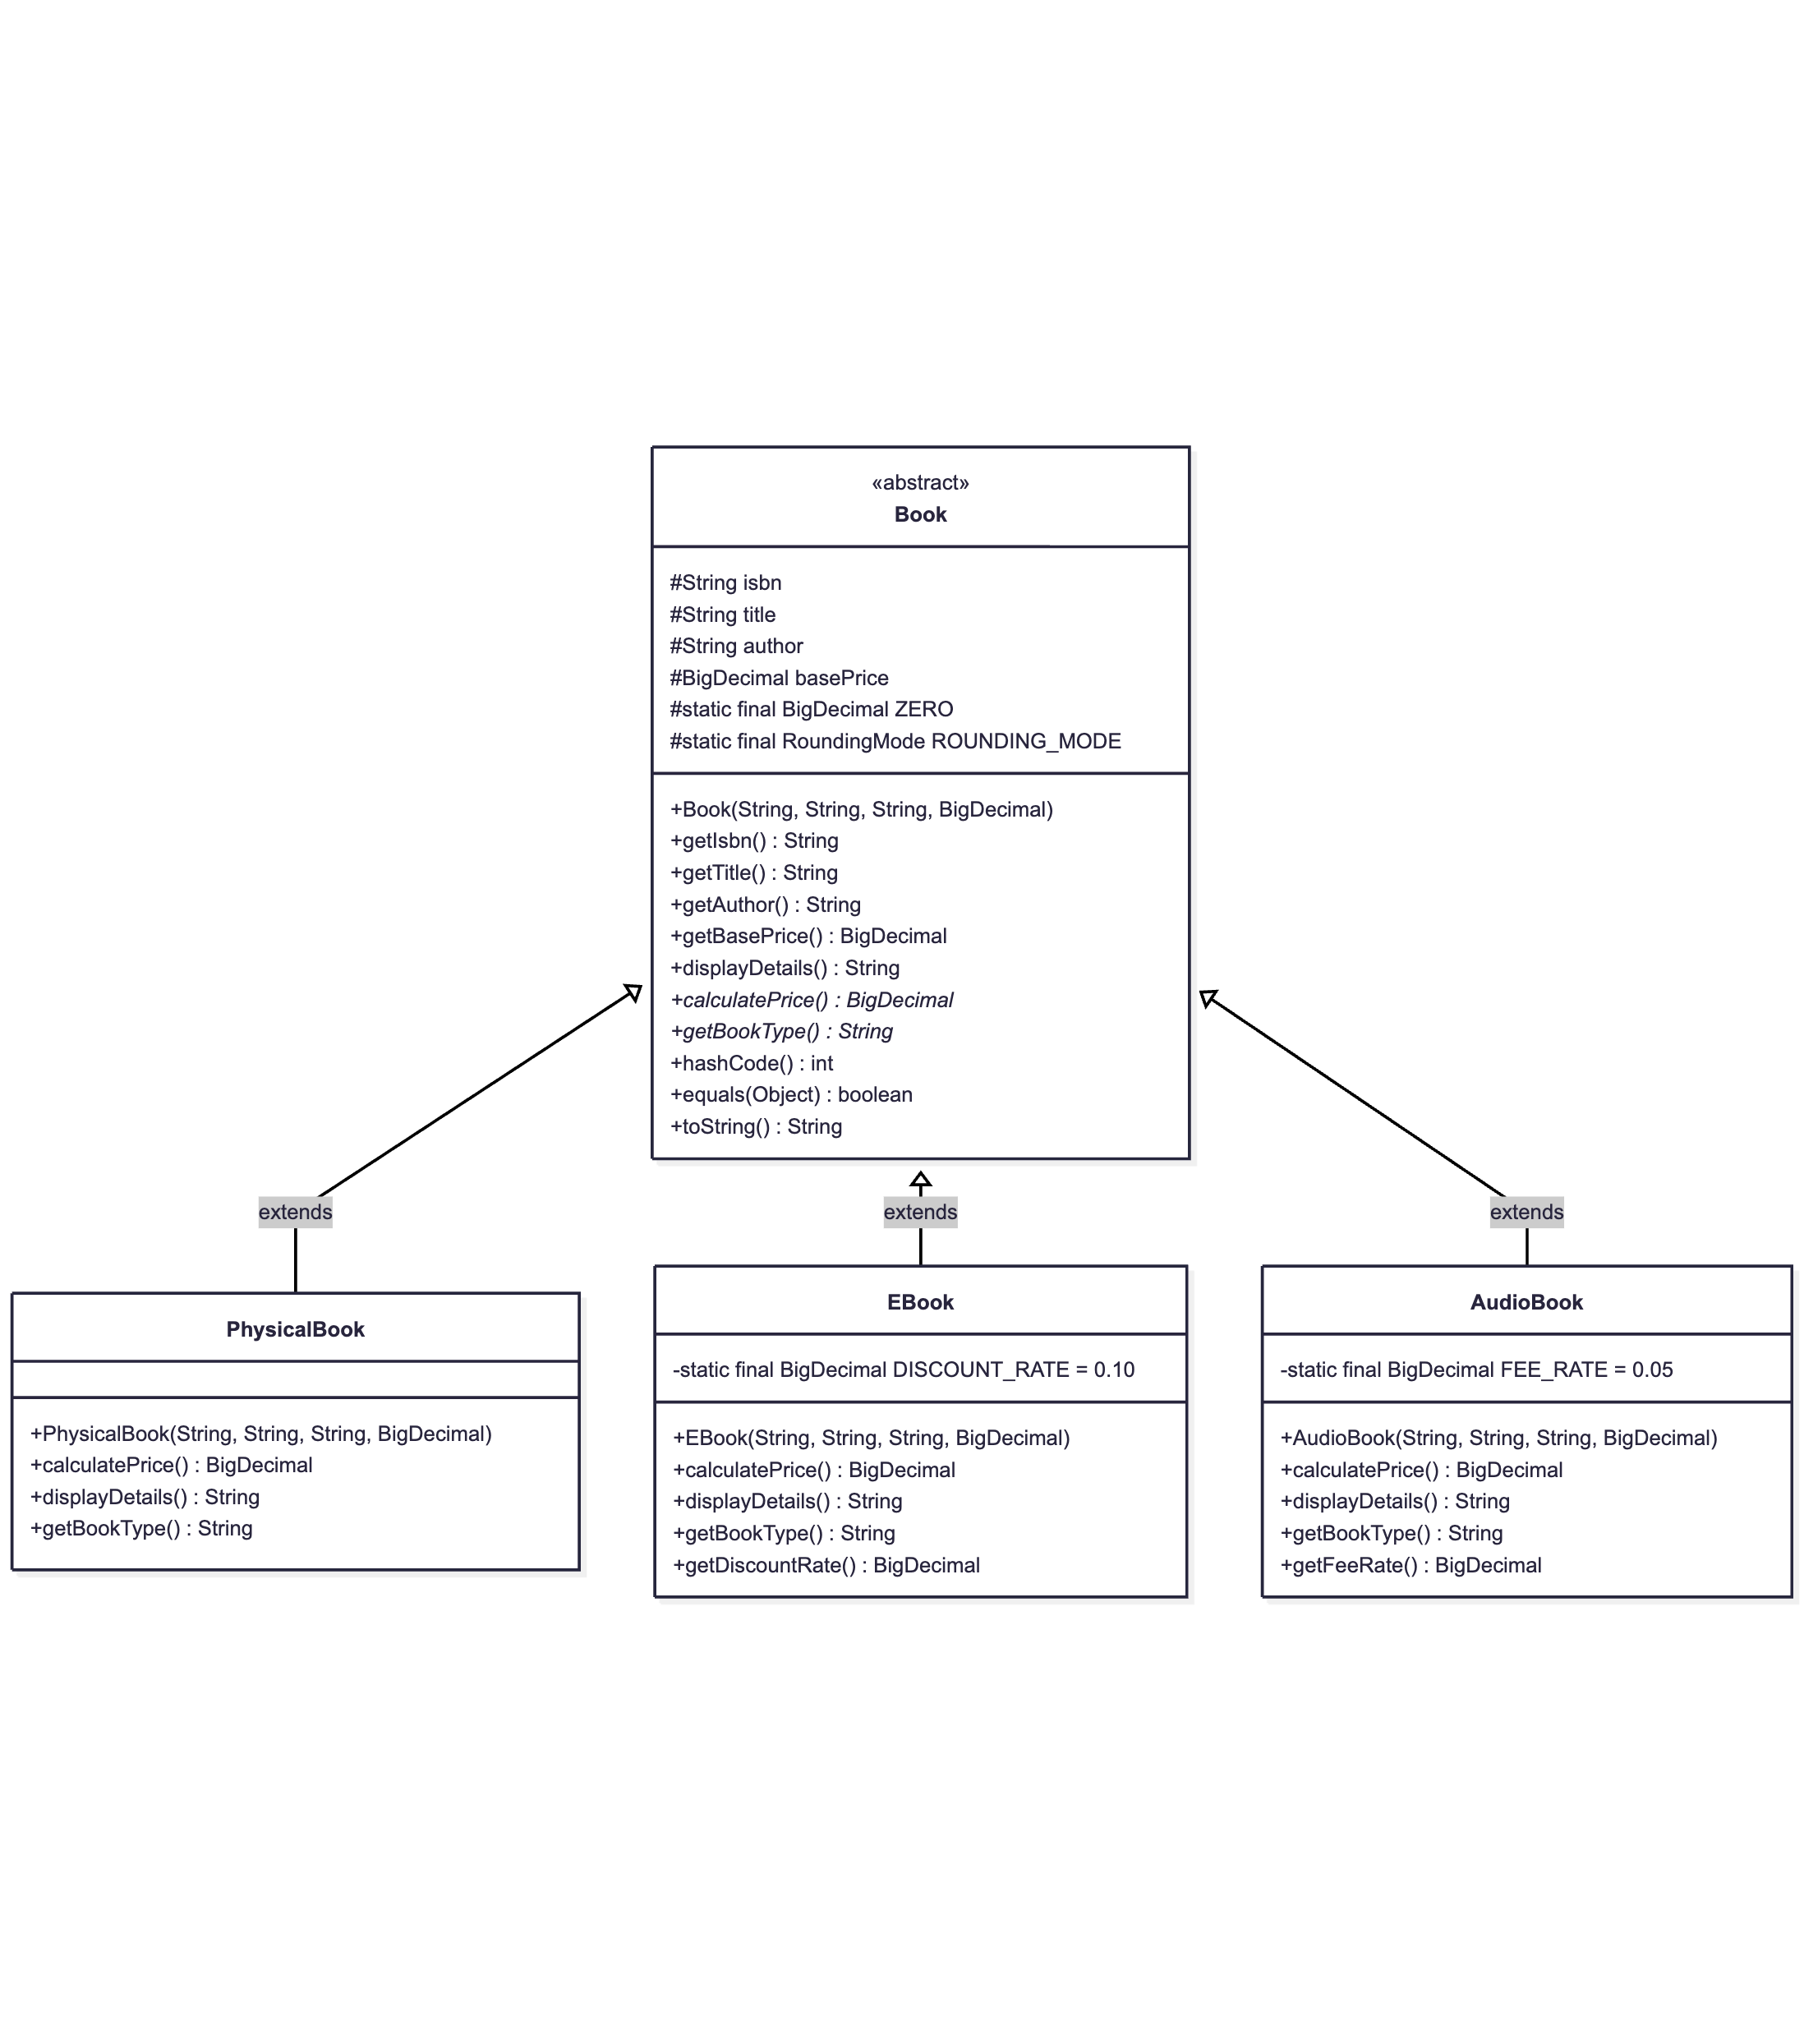 «abstract»
Book
#String isbn
#String title
#String author
#BigDecimal basePrice
#static final BigDecimal ZERO
#static final RoundingMode ROUNDING_MODE
+Book(String, String, String, BigDecimal)
+getIsbn() : String
+getTitle() : String
+getAuthor() : String
+getBasePrice() : BigDecimal
+displayDetails() : String
+calculatePrice() : BigDecimal
+getBookType() : String
+hashCode() : int
+equals(Object) : boolean
+toString() : String
extends
extends
extends
PhysicalBook
+PhysicalBook(String, String, String, BigDecimal)
+calculatePrice() : BigDecimal
+displayDetails() : String
+getBookType() : String
EBook
-static final BigDecimal DISCOUNT_RATE = 0.10
+EBook(String, String, String, BigDecimal)
+calculatePrice() : BigDecimal
+displayDetails() : String
+getBookType() : String
+getDiscountRate() : BigDecimal
AudioBook
-static final BigDecimal FEE_RATE = 0.05
+AudioBook(String, String, String, BigDecimal)
+calculatePrice() : BigDecimal
+displayDetails() : String
+getBookType() : String
+getFeeRate() : BigDecimal